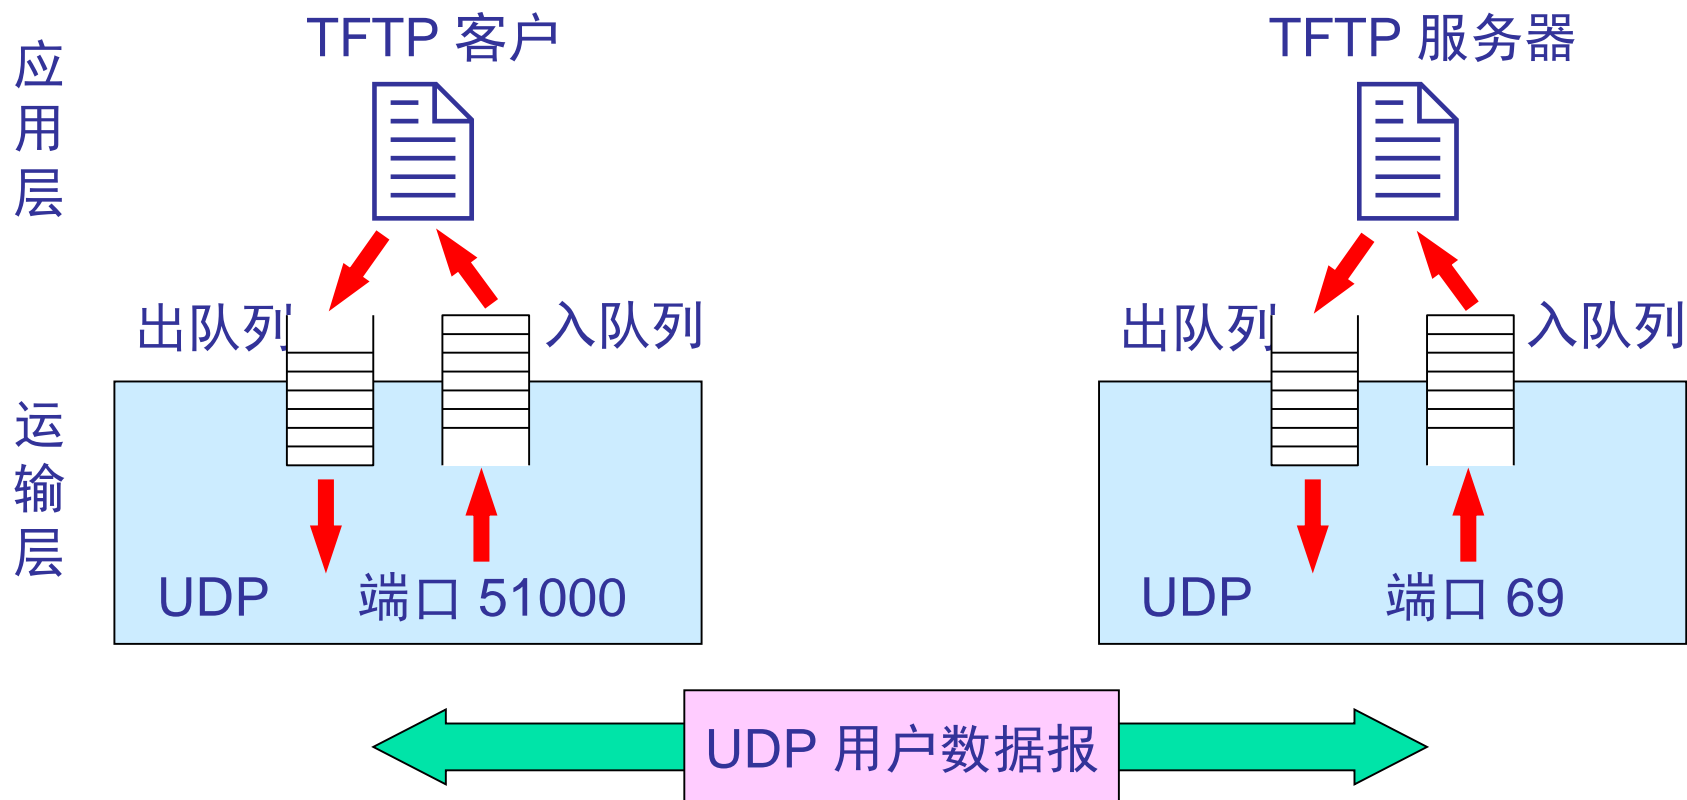 TFTP 客户
TFTP 服务器
应用层
出队列
入队列
出队列
入队列
运输层
UDP
端口 51000
UDP
端口 69
UDP 用户数据报